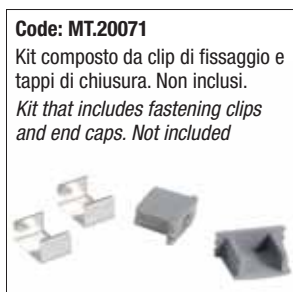 Code: MT.20071
Kit composto da clip di fissaggio e
tappi di chiusura. Non inclusi.
Kit that includes fastening clips
and end caps. Not included